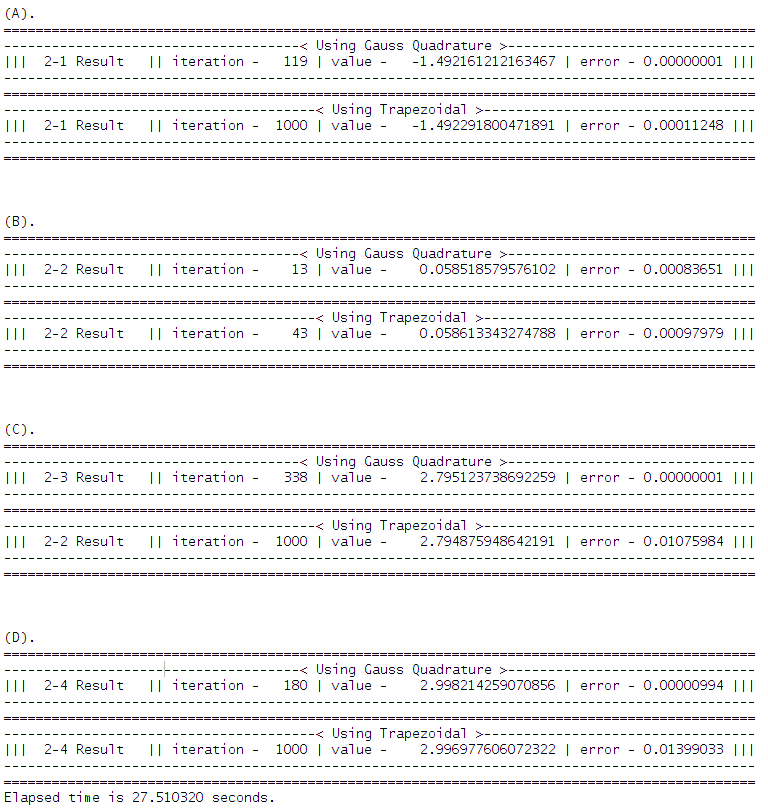 (A).
===============================================================================================
-------------------------------------< Using Gauss Quadrature >-------------------------------
|||  2-1 Result   || iteration -   119 | value -   -1.492161212163467 | error - 0.00000001 |||
----------------------------------------------------------------------------------------------
===============================================================================================
---------------------------------------< Using Trapezoidal >----------------------------------
|||  2-1 Result   || iteration -  1000 | value -   -1.492291800471891 | error - 0.00011248 |||
----------------------------------------------------------------------------------------------
===============================================================================================
(B).
===============================================================================================
-------------------------------------< Using Gauss Quadrature >-------------------------------
|||  2-2 Result   || iteration -    13 | value -    0.058518579576102 | error - 0.00083651 |||
----------------------------------------------------------------------------------------------
===============================================================================================
---------------------------------------< Using Trapezoidal >----------------------------------
|||  2-2 Result   || iteration -    43 | value -    0.058613343274788 | error - 0.00097979 |||
----------------------------------------------------------------------------------------------
===============================================================================================
(C).
===============================================================================================
-------------------------------------< Using Gauss Quadrature >-------------------------------
|||  2-3 Result   || iteration -   338 | value -    2.795123738692259 | error - 0.00000001 |||
----------------------------------------------------------------------------------------------
===============================================================================================
---------------------------------------< Using Trapezoidal >----------------------------------
|||  2-2 Result   || iteration -  1000 | value -    2.794875948642191 | error - 0.01075984 |||
----------------------------------------------------------------------------------------------
===============================================================================================
(D).
===============================================================================================
-------------------------------------< Using Gauss Quadrature >-------------------------------
|||  2-4 Result   || iteration -   180 | value -    2.998214259070856 | error - 0.00000994 |||
----------------------------------------------------------------------------------------------
===============================================================================================
---------------------------------------< Using Trapezoidal >----------------------------------
|||  2-4 Result   || iteration -  1000 | value -    2.996977606072322 | error - 0.01399033 |||
----------------------------------------------------------------------------------------------
===============================================================================================
Elapsed time is 27.510320 seconds.